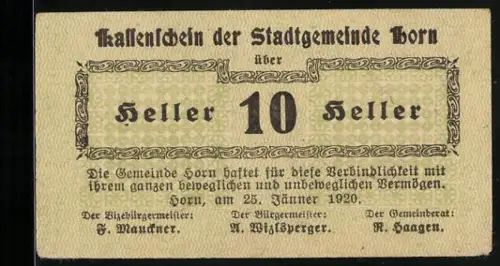 Kassenschein der Stadtgemeinde Horn
über
Heller 10 Heller
Die Gemeinde Horn haftet für diese Verbindlichkeit mit
ihrem ganzen beweglichen und unbeweglichen Vermögen.
Horn, am 25. Jänner 1920.
Der Vizebürgermeister: Der Bürgermeister: Der Gemeinderat:
F. Mauckner. A. Wizlsperger. R. Haagen.